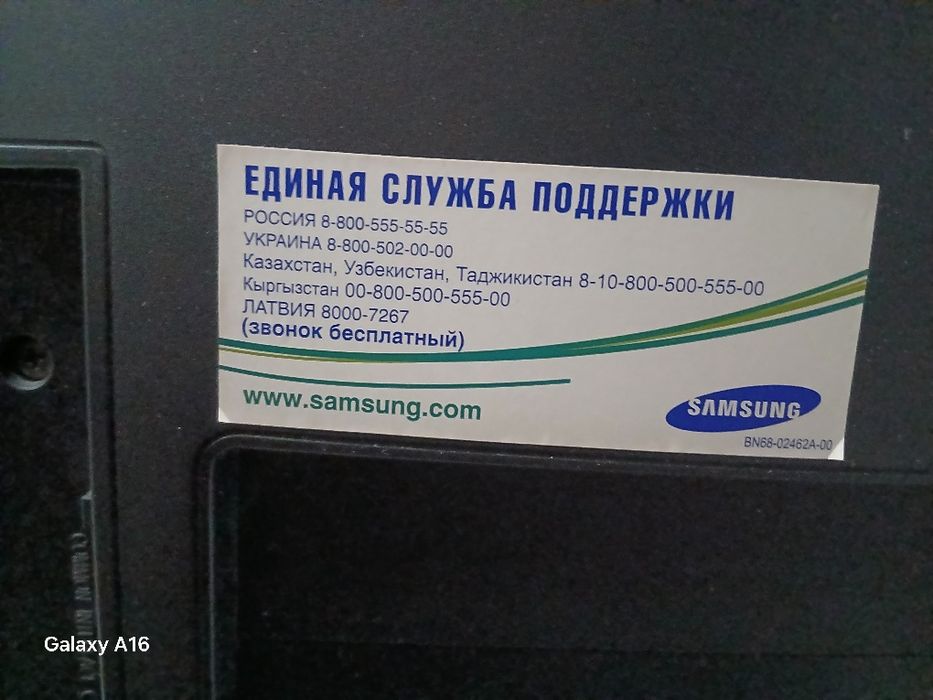 ЕДИНАЯ СЛУЖБА ПОДДЕРЖКИ
РОССИЯ 8-800-555-55-55
УКРАИНА 8-800-502-00-00
Казахстан, Узбекистан, Таджикистан 8-10-800-500-555-00
Кыргызстан 00-800-500-555-00
ЛАТВИЯ 8000-7267
(звонок бесплатный)
www.samsung.com
SAMSUNG
BN68-02462A-00
Galaxy A16